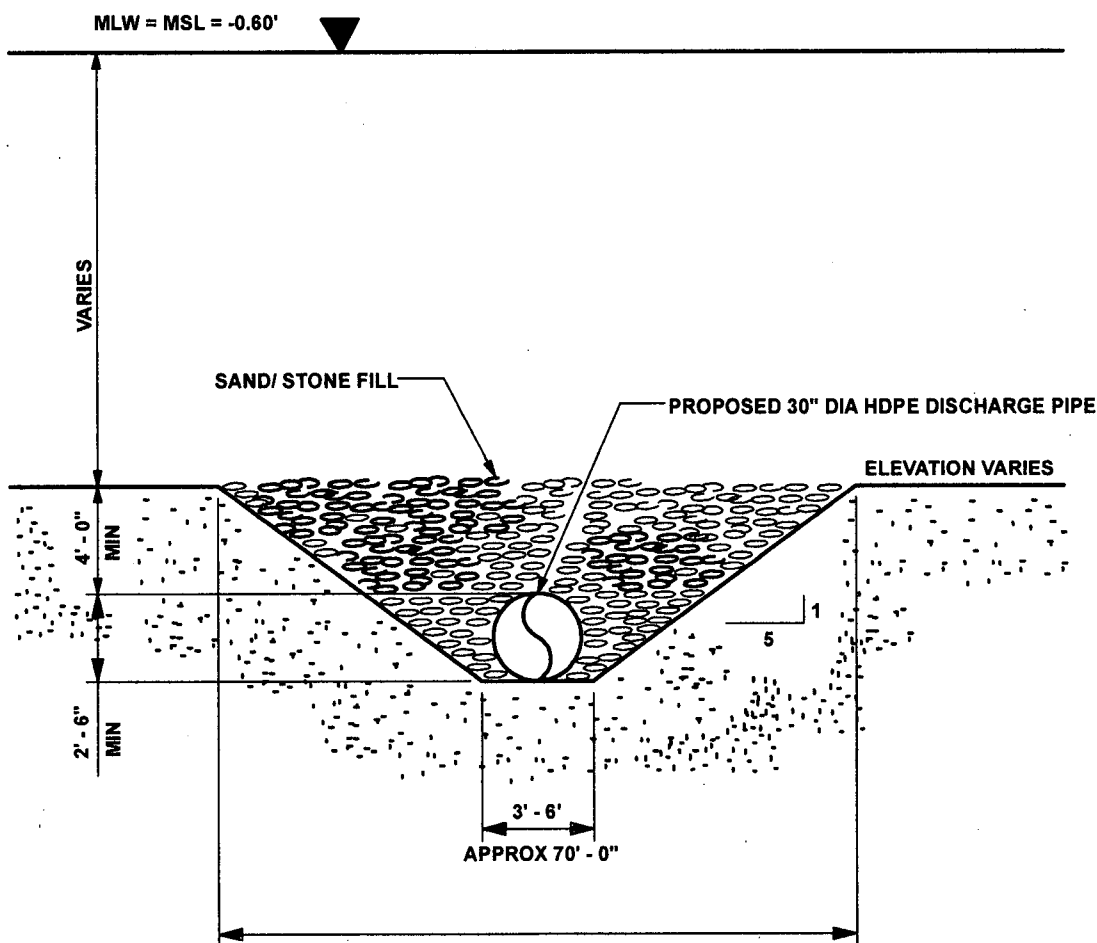 MLW = MSL = -0.60'
VARIES
SAND/ STONE FILL
PROPOSED 30" DIA HDPE DISCHARGE PIPE
ELEVATION VARIES
4' - 0"
MIN
1
5
2' - 6"
MIN
3' - 6'
APPROX 70' - 0"